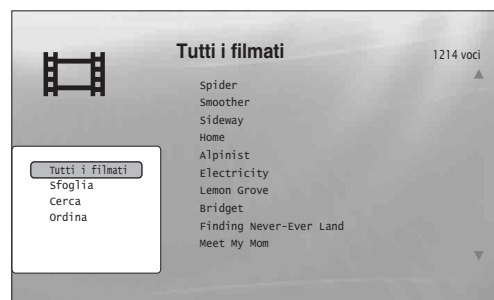 Tutti i filmati
1214 voci
Spider
Smoother
Sideway
Home
Alpinist
Electricity
Lemon Grove
Bridget
Finding Never-Ever Land
Meet My Mom
Tutti i filmati
Sfoglia
Cerca
Ordina